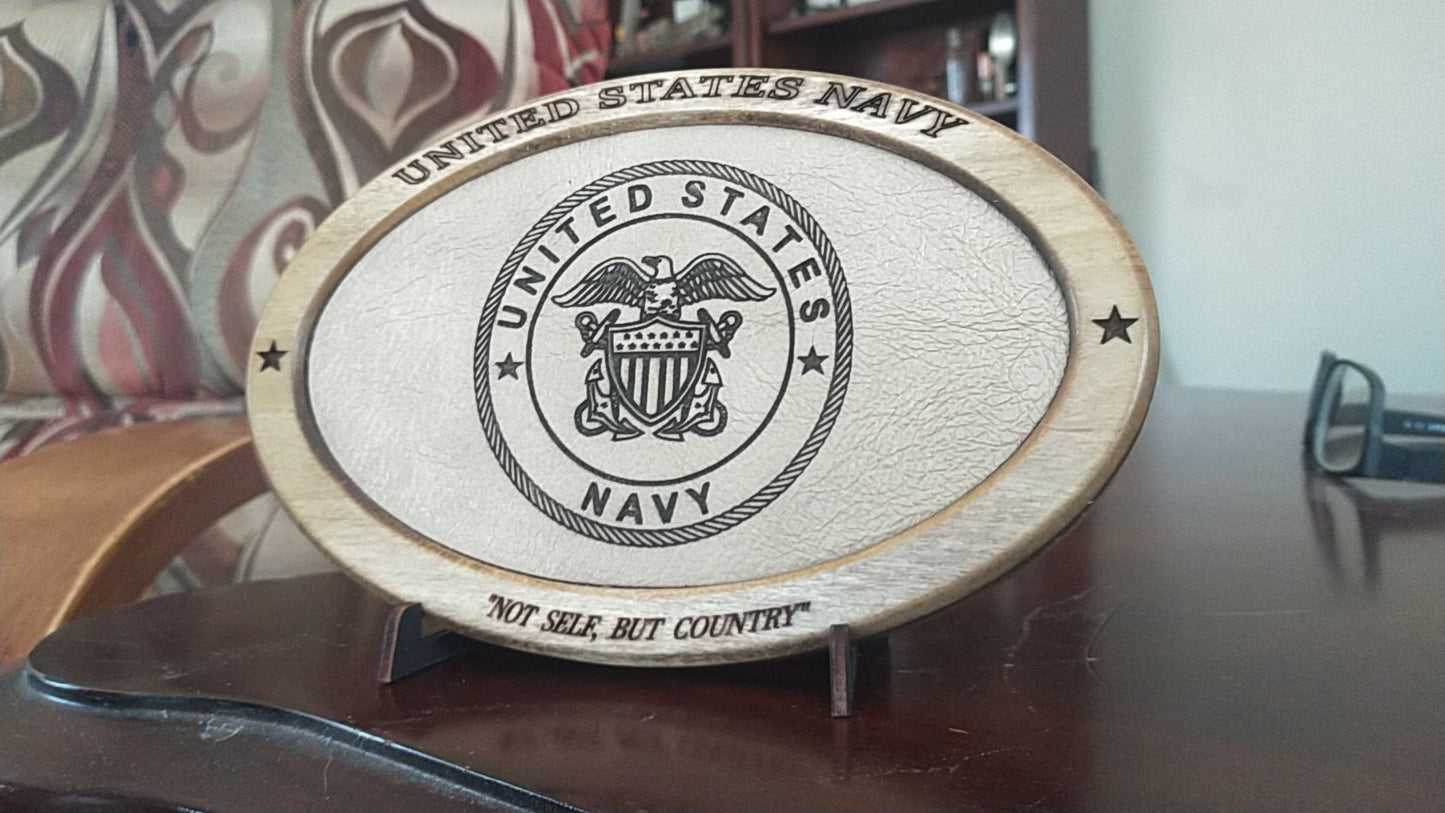 UNITED STATES NAVY
UNITED STATES
NAVY
"NOT SELF, BUT COUNTRY"